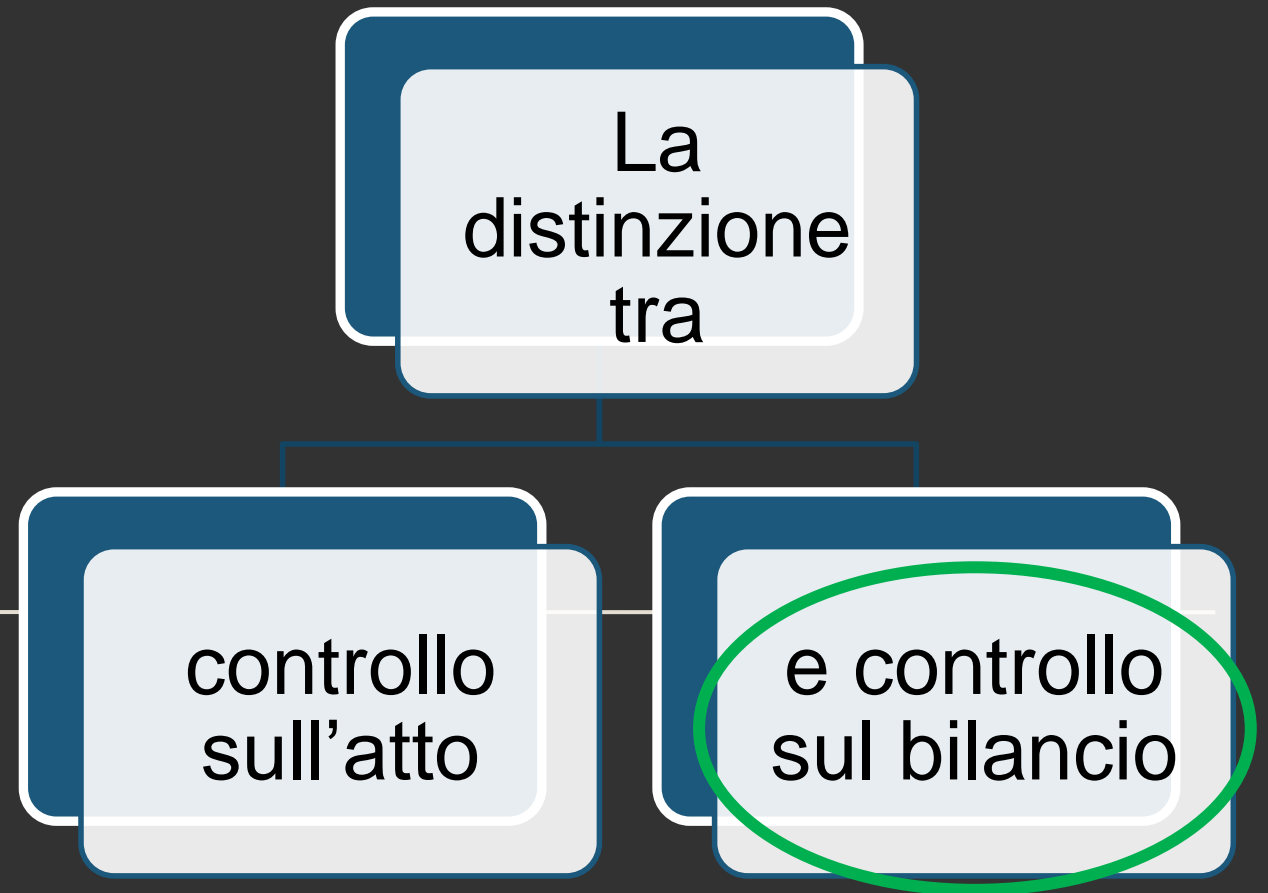 La
distinzione
tra
controllo
sull’atto
e controllo
sul bilancio